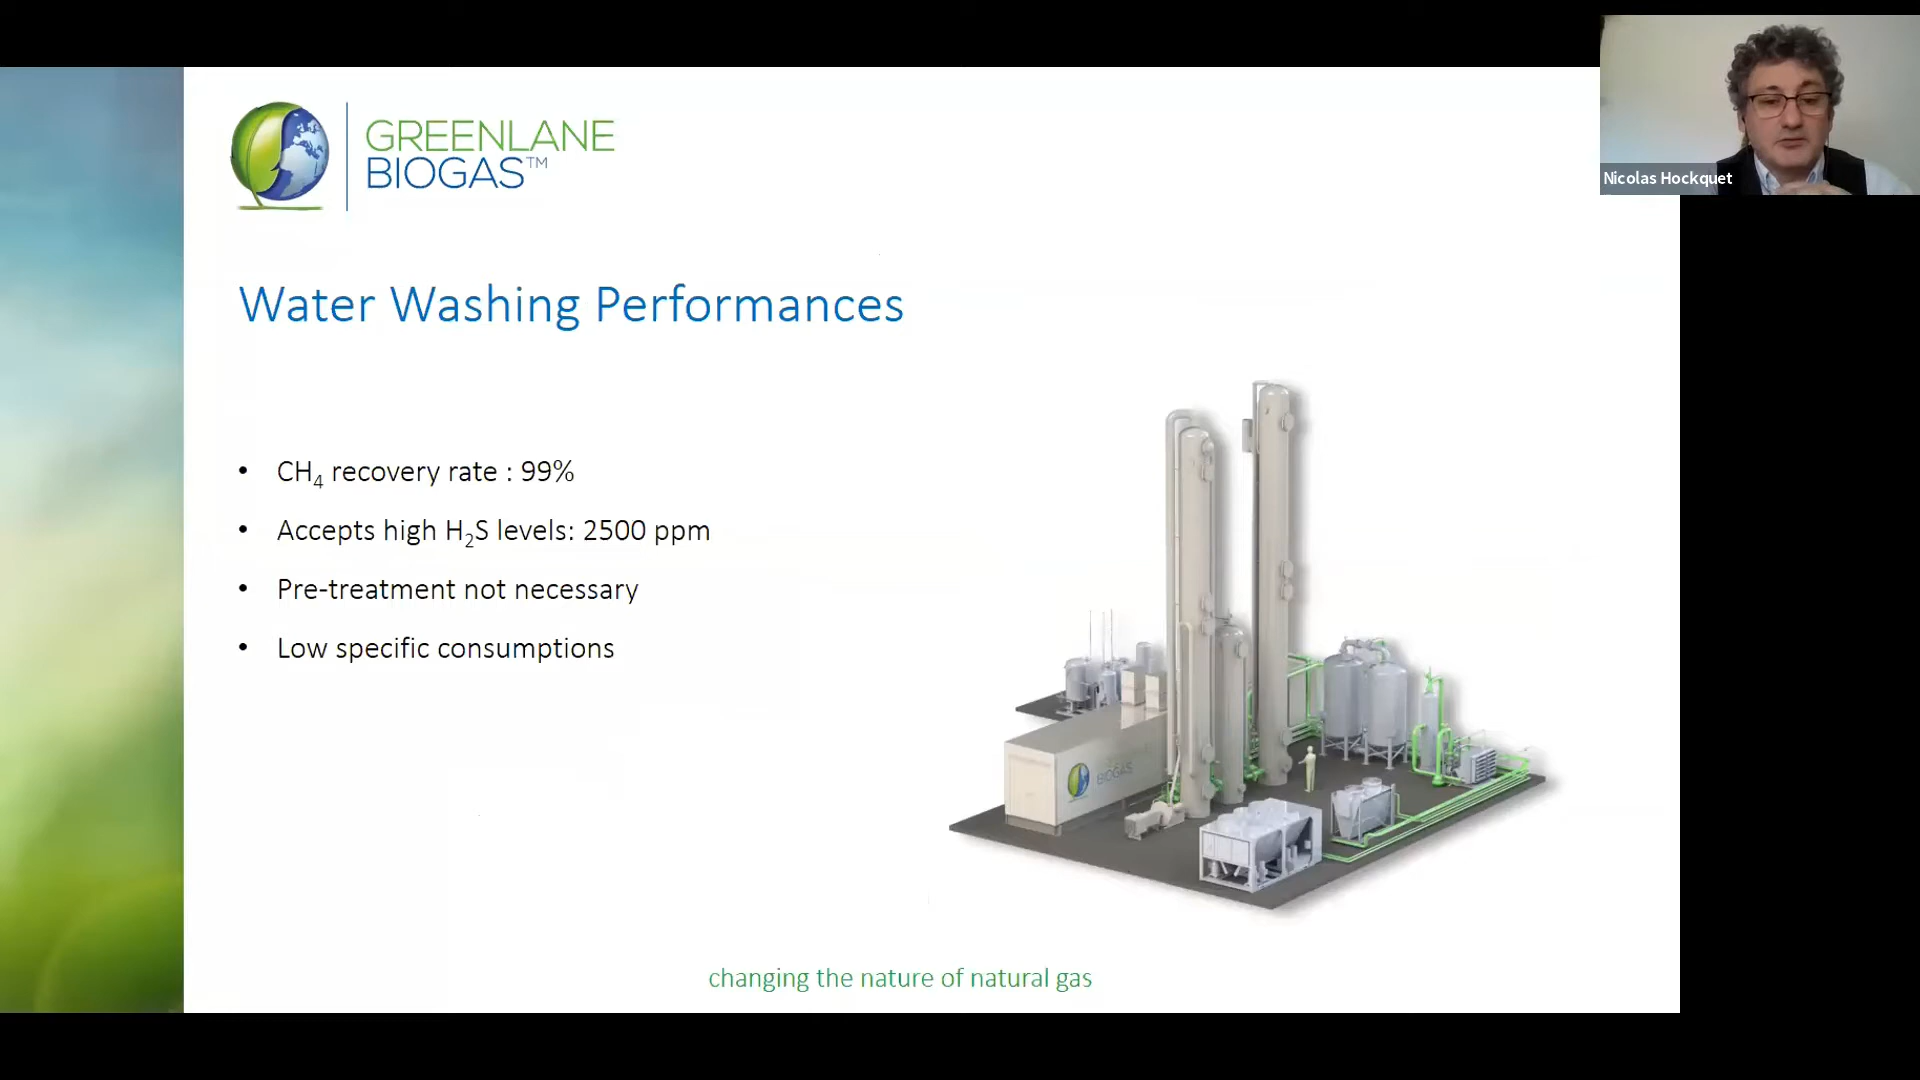 Nicolas Hockquet
GREENLANE
BIOGAS™
Water Washing Performances
• CH₄ recovery rate : 99%
• Accepts high H₂S levels: 2500 ppm
• Pre-treatment not necessary
• Low specific consumptions
BIOGAS
changing the nature of natural gas